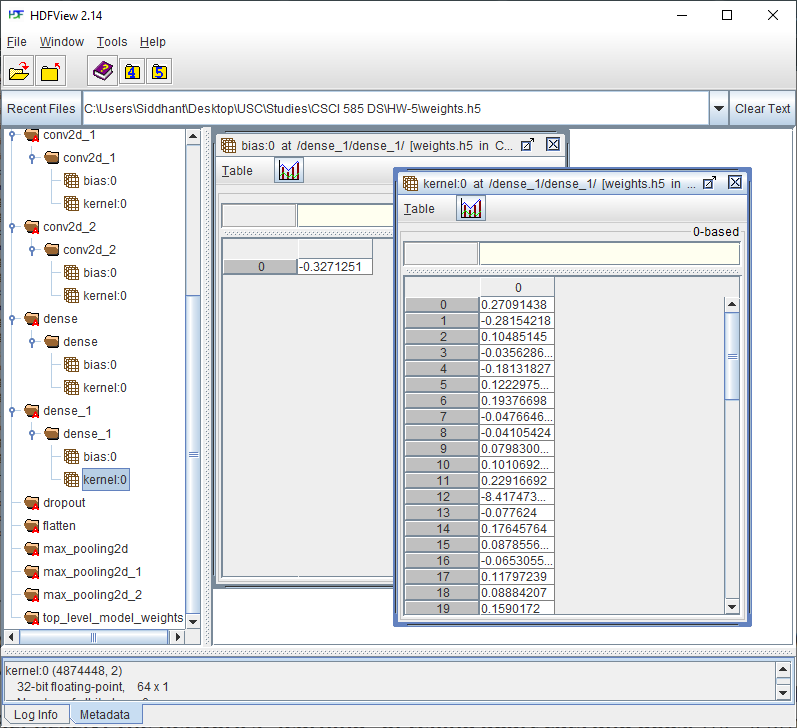 HDFView 2.14
File Window Tools Help
4 5
Recent Files C:\Users\Siddhant\Desktop\USC\Studies\CSCI 585 DS\HW-5\weights.h5 Clear Text
conv2d_1
conv2d_1
bias:0
kernel:0
conv2d_2
conv2d_2
bias:0
kernel:0
dense
dense
bias:0
kernel:0
dense_1
dense_1
bias:0
kernel:0
dropout
flatten
max_pooling2d
max_pooling2d_1
max_pooling2d_2
top_level_model_weights
bias:0 at /dense_1/dense_1/ [weights.h5 in C...
Table
0 -0.3271251
kernel:0 at /dense_1/dense_1/ [weights.h5 in ...
Table
0-based
0
0 0.27091438
1 -0.28154218
2 0.10485145
3 -0.0356286...
4 -0.18131827
5 0.1222975...
6 0.19376698
7 -0.0476646...
8 -0.04105424
9 0.0798300...
10 0.1010692...
11 0.22916692
12 -8.417473...
13 -0.077624
14 0.17645764
15 0.0878556...
16 -0.0653055...
17 0.11797239
18 0.08884207
19 0.1590172
kernel:0 (4874448, 2)
32-bit floating-point, 64 x 1
Log Info Metadata